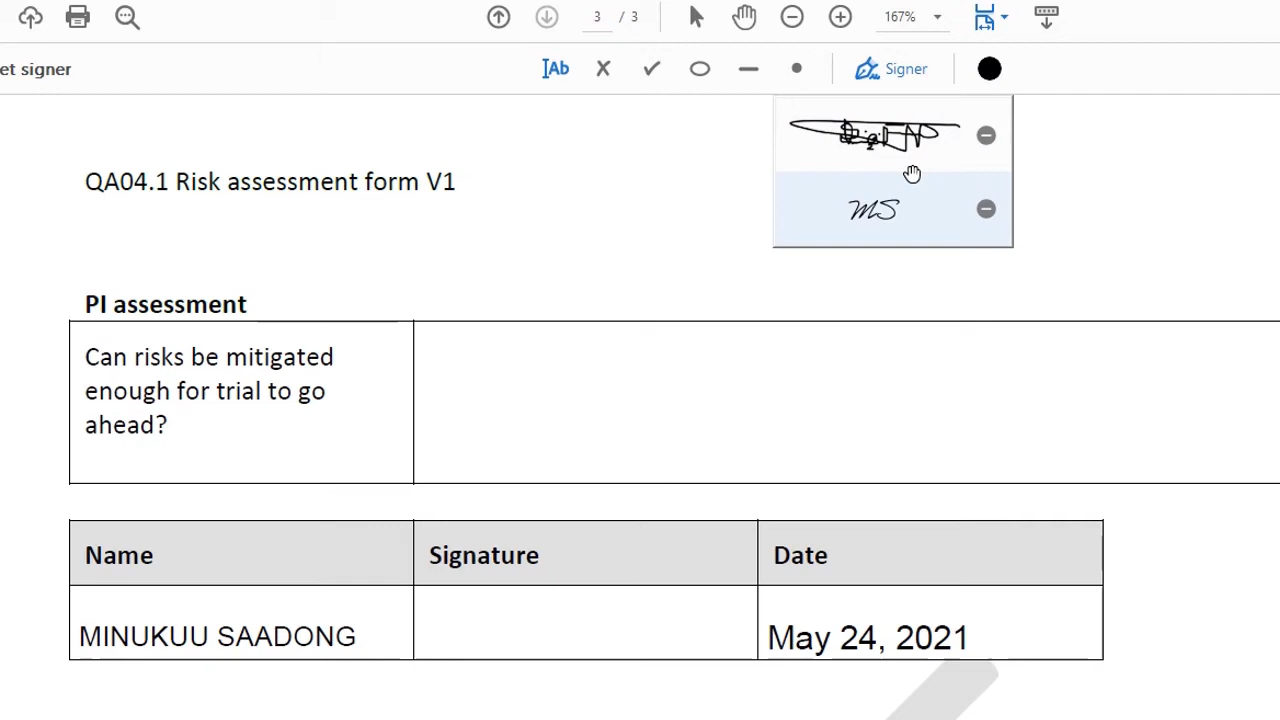 3 / 3
167%
et signer
Ab
Signer
QA04.1 Risk assessment form V1
MS
PI assessment
Can risks be mitigated
enough for trial to go
ahead?
Name Signature Date
MINUKUU SAADONG May 24, 2021